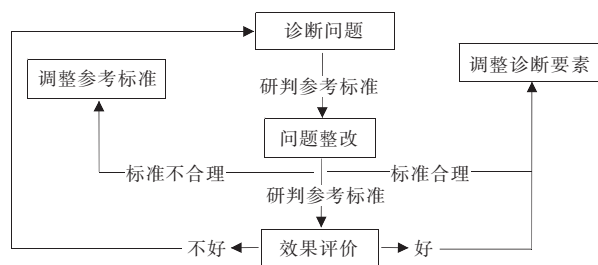 诊断问题
调整参考标准
调整诊断要素
研判参考标准
问题整改
标准不合理
标准合理
研判参考标准
不好
效果评价
好